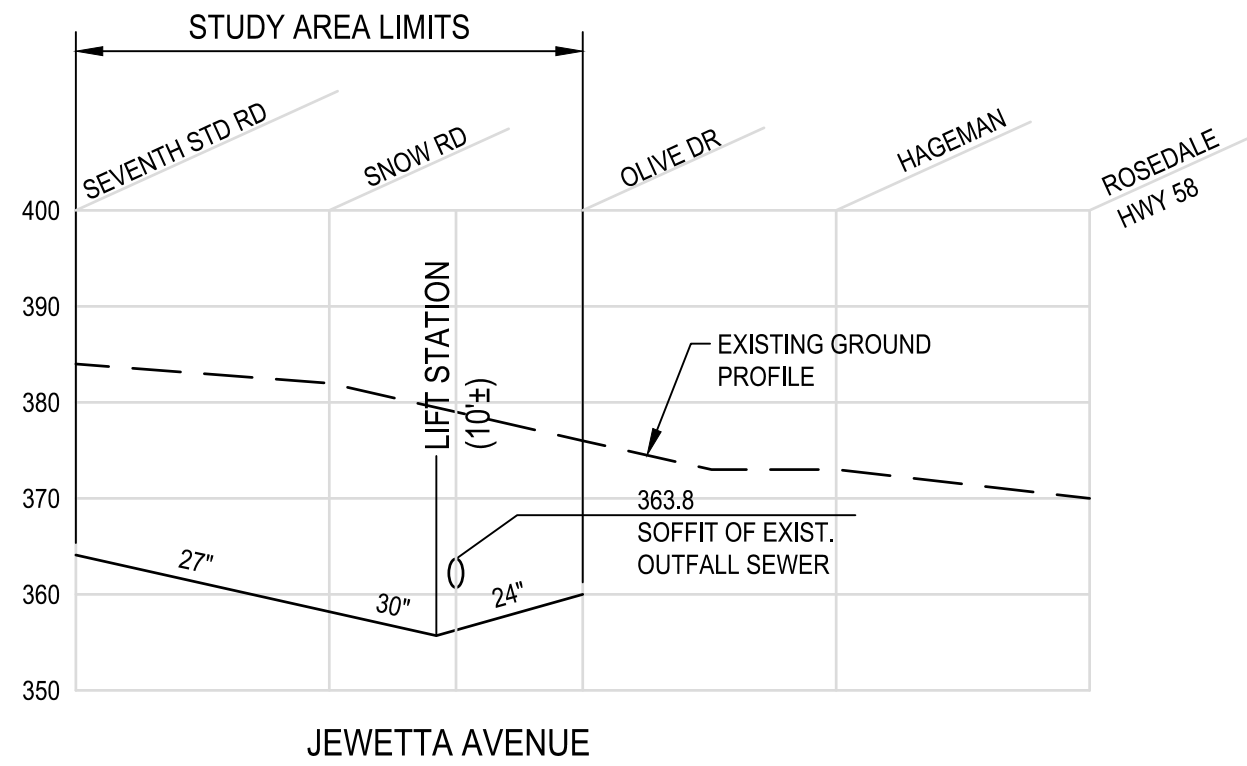 STUDY AREA LIMITS
SEVENTH STD RD
SNOW RD
OLIVE DR
HAGEMAN
ROSEDALE
HWY 58
400
390
380
370
360
350
LIFT STATION
(10'±)
EXISTING GROUND
PROFILE
363.8
SOFFIT OF EXIST.
OUTFALL SEWER
27"
30"
24"
()
JEWETTA AVENUE